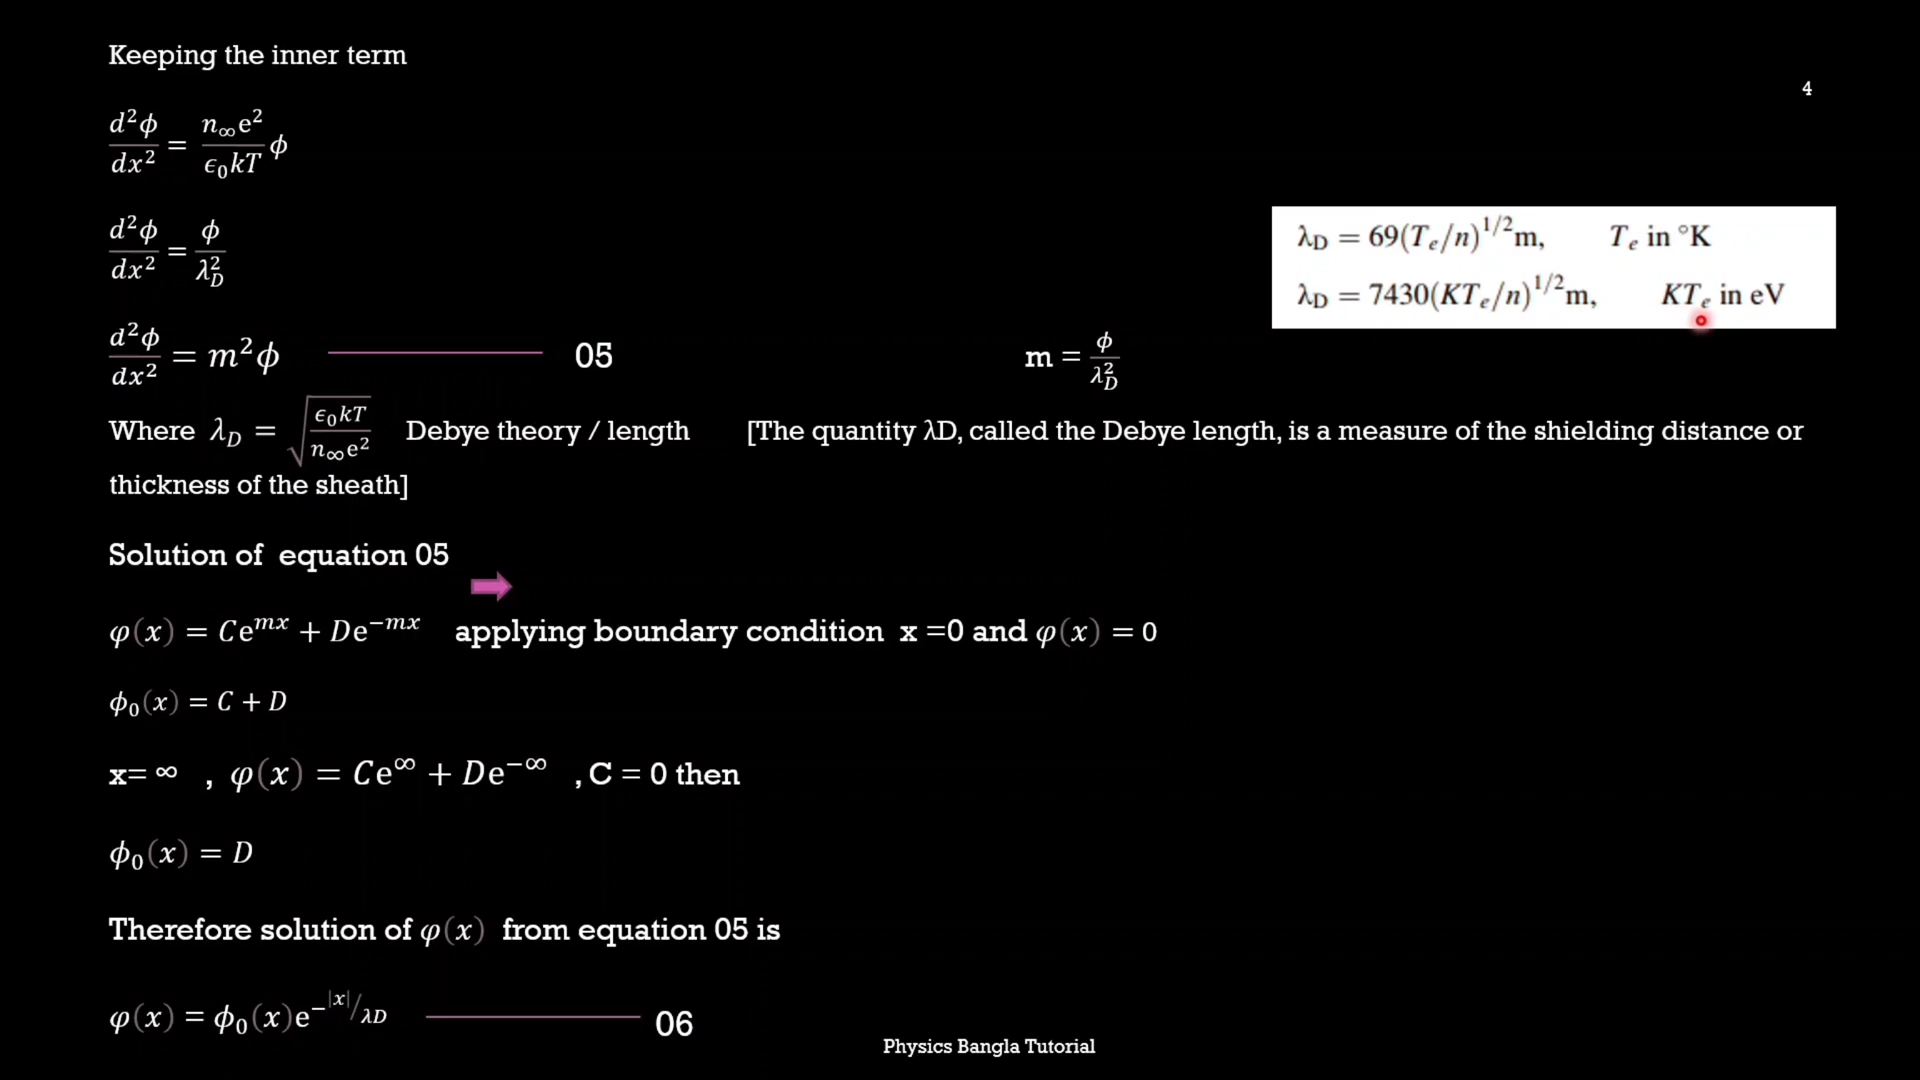 Keeping the inner term
4
d²ϕ/dx² = n∞e²/ϵ₀kT ϕ
d²ϕ/dx² = ϕ/λ_D²
λD = 69(Tₑ/n)^1/2 m, Tₑ in °K
λD = 7430(KTₑ/n)^1/2 m, KTₑ in eV
d²ϕ/dx² = m²ϕ 05 m = ϕ/λ_D²
Where λ_D = √(ϵ₀kT/n∞e²) Debye theory / length [The quantity λD, called the Debye length, is a measure of the shielding distance or
thickness of the sheath]
Solution of equation 05
φ(x) = Ce^mx + De^−mx applying boundary condition x =0 and φ(x) = 0
ϕ₀(x) = C + D
x= ∞ , φ(x) = Ce^∞ + De^−∞ , C = 0 then
ϕ₀(x) = D
Therefore solution of φ(x) from equation 05 is
φ(x) = ϕ₀(x)e^−|x|/λD 06
Physics Bangla Tutorial